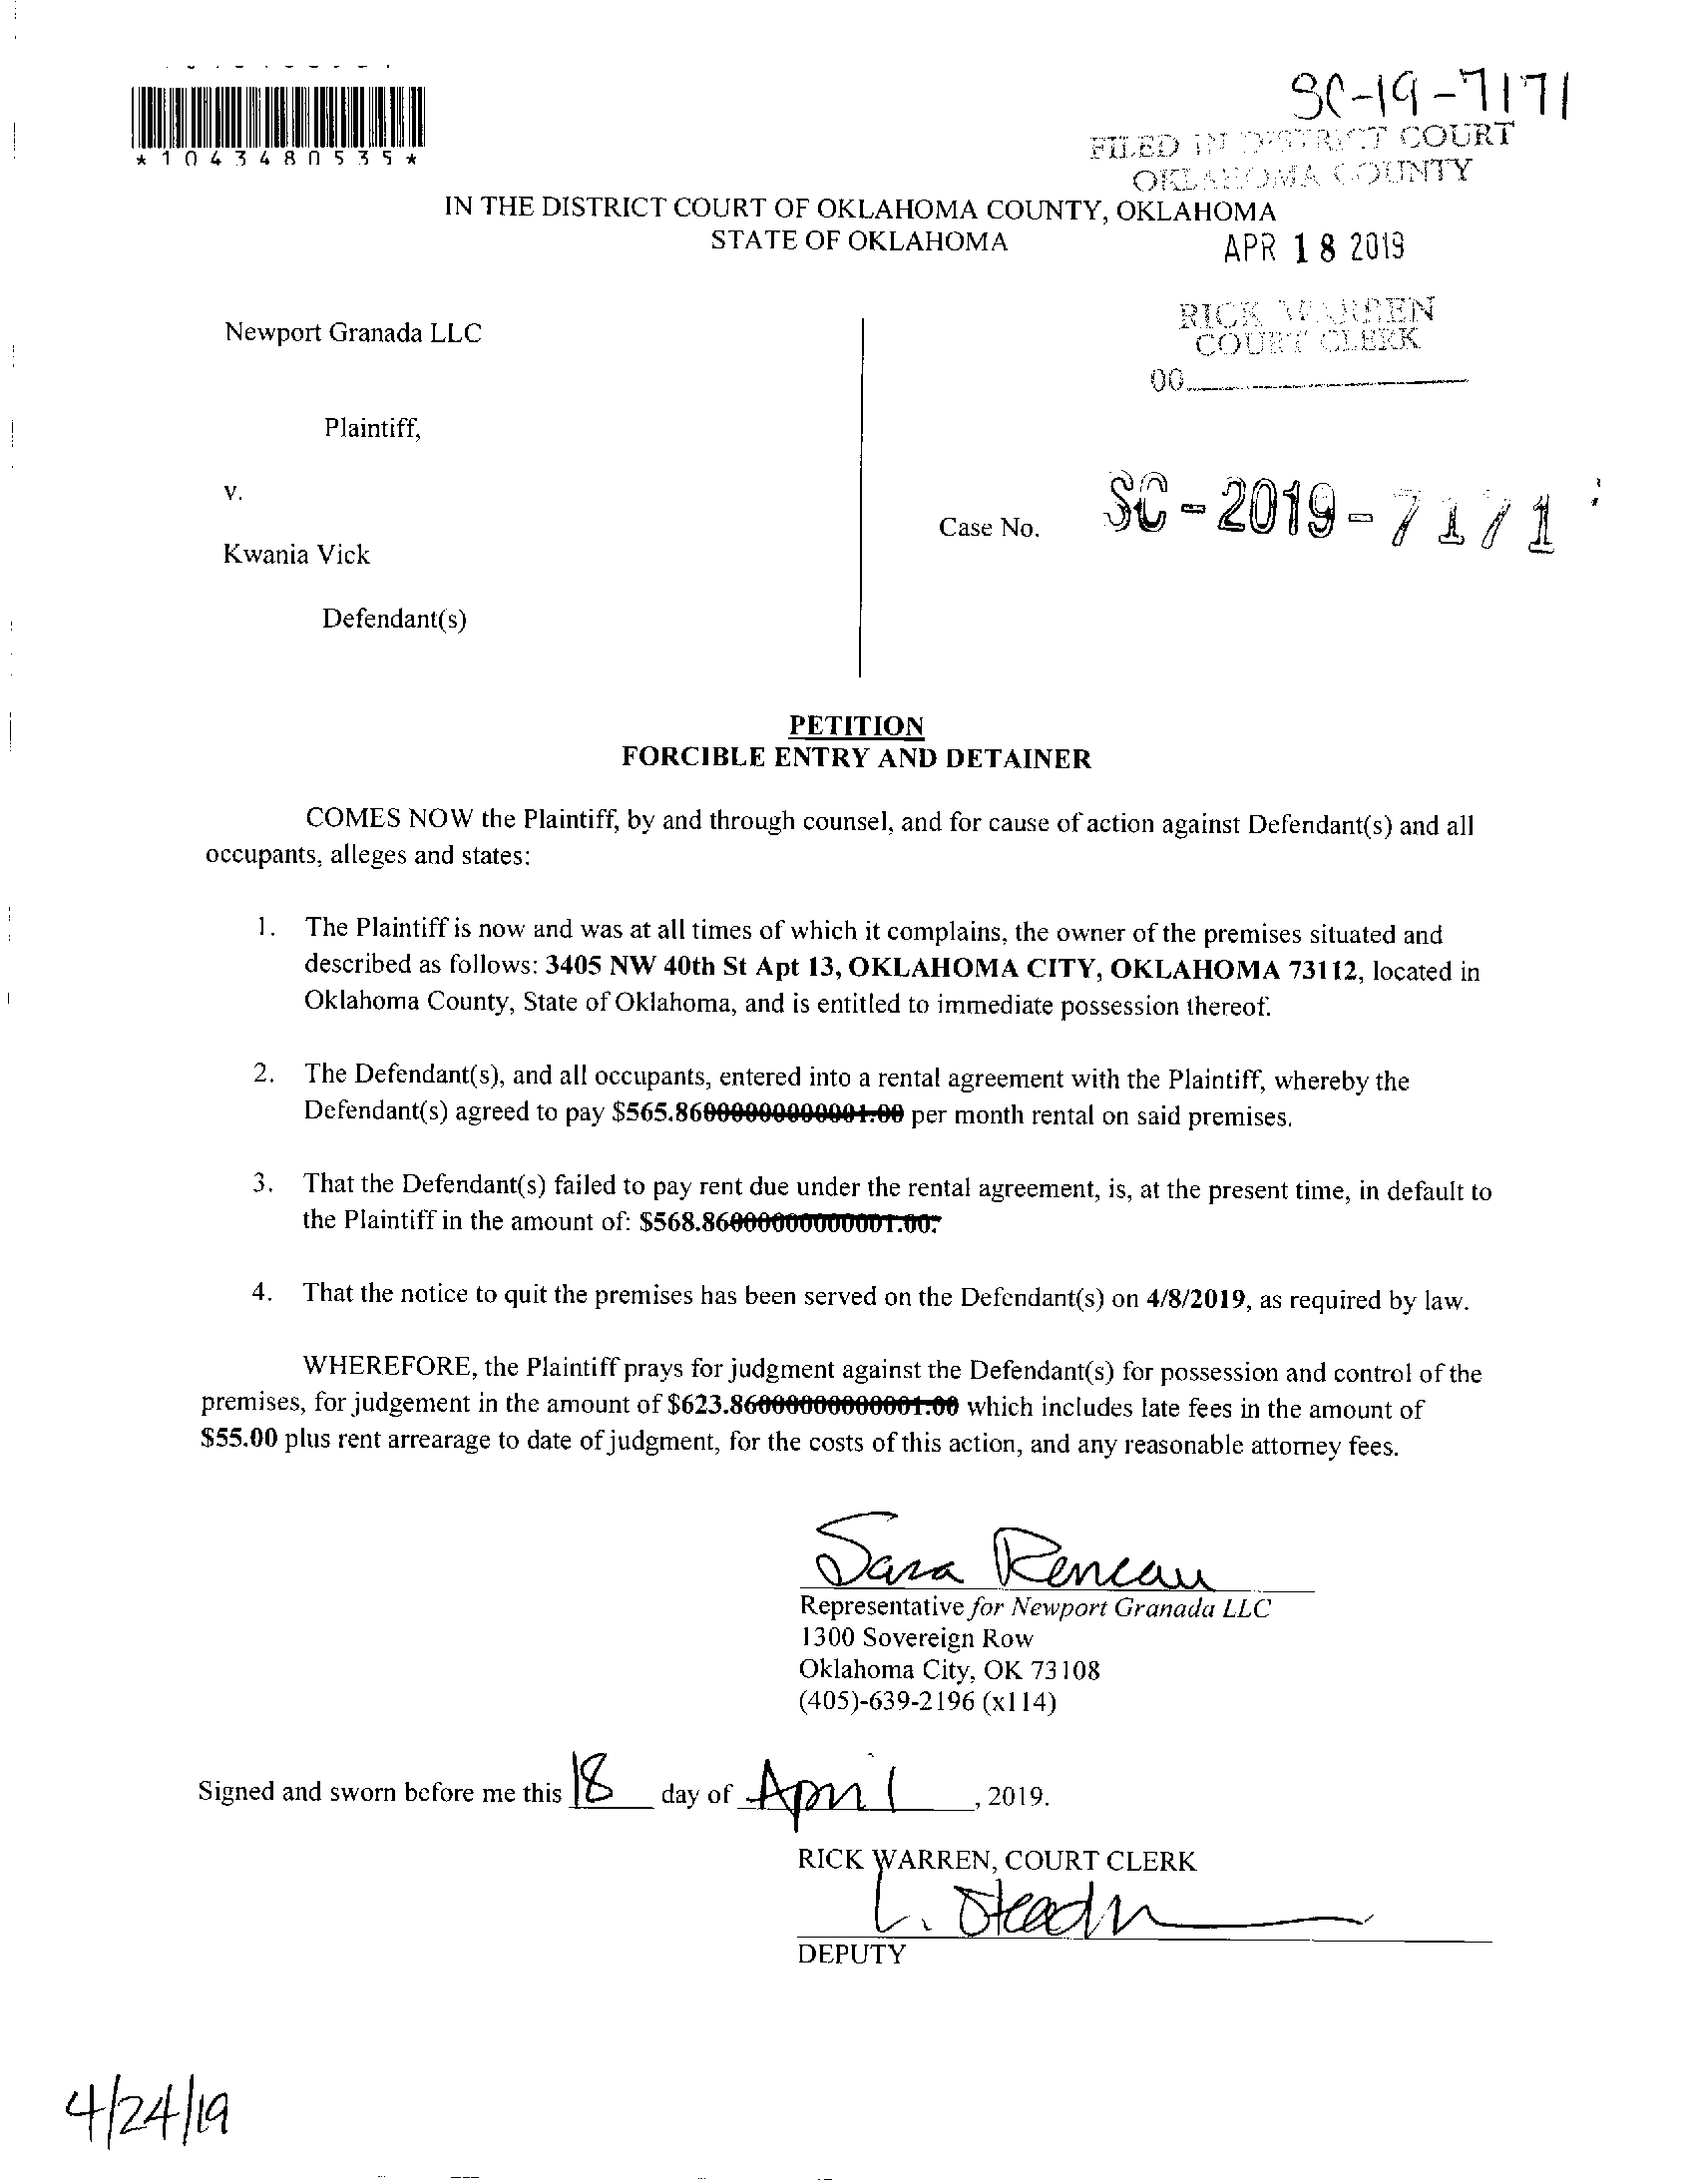 SC-19-7171
*1043480535*
FILED IN DISTRICT COURT
OKLAHOMA COUNTY
IN THE DISTRICT COURT OF OKLAHOMA COUNTY, OKLAHOMA
STATE OF OKLAHOMA
APR 18 2019
RICK WARREN
COURT CLERK
00
Newport Granada LLC
Plaintiff,
v.
Case No. SC-2019-7171
Kwania Vick
Defendant(s)
PETITION
FORCIBLE ENTRY AND DETAINER
COMES NOW the Plaintiff, by and through counsel, and for cause of action against Defendant(s) and all
occupants, alleges and states:
1. The Plaintiff is now and was at all times of which it complains, the owner of the premises situated and
described as follows: 3405 NW 40th St Apt 13, OKLAHOMA CITY, OKLAHOMA 73112, located in
Oklahoma County, State of Oklahoma, and is entitled to immediate possession thereof.
2. The Defendant(s), and all occupants, entered into a rental agreement with the Plaintiff, whereby the
Defendant(s) agreed to pay $565.86000000000001.00 per month rental on said premises.
3. That the Defendant(s) failed to pay rent due under the rental agreement, is, at the present time, in default to
the Plaintiff in the amount of: $568.86000000000001.00.
4. That the notice to quit the premises has been served on the Defendant(s) on 4/8/2019, as required by law.
WHEREFORE, the Plaintiff prays for judgment against the Defendant(s) for possession and control of the
premises, for judgement in the amount of $623.86000000000001.00 which includes late fees in the amount of
$55.00 plus rent arrearage to date of judgment, for the costs of this action, and any reasonable attorney fees.
Sara Reneau
Representative for Newport Granada LLC
1300 Sovereign Row
Oklahoma City, OK 73108
(405)-639-2196 (x114)
Signed and sworn before me this 18 day of April, 2019.
RICK WARREN, COURT CLERK
L.
DEPUTY
4/24/19